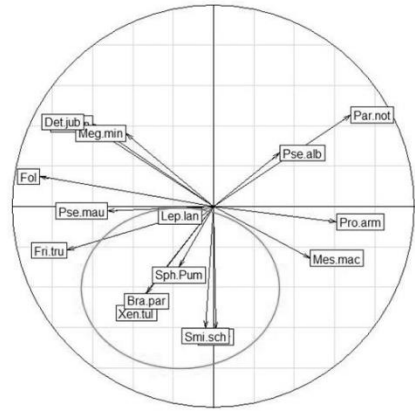 Par.not
Det.jub
Meg.min
Pse.alb
Fol
Pse.mau
Lep.lan
Pro.arm
Fri.tru
Mes.mac
Sph.Pum
Bra.par
Xen.tul
Smi.sch